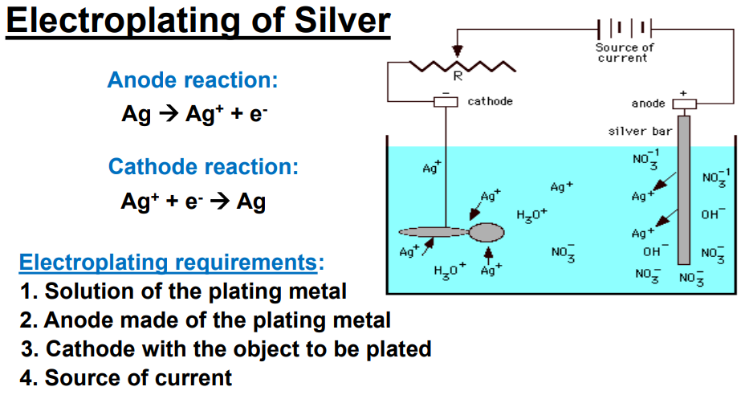 Electroplating of Silver
Anode reaction:
Ag → Ag⁺ + e⁻
Cathode reaction:
Ag⁺ + e⁻ → Ag
Electroplating requirements:
1. Solution of the plating metal
2. Anode made of the plating metal
3. Cathode with the object to be plated
4. Source of current
Source of
current
R
−
cathode
anode
+
silver bar
Ag⁺
NO₃⁻¹
NO₃⁻¹
Ag⁺
Ag⁺
Ag⁺
H₃O⁺
OH⁻
Ag⁺
Ag⁺
H₃O⁺
Ag⁺
NO₃⁻
OH⁻
NO₃⁻
NO₃⁻
NO₃⁻